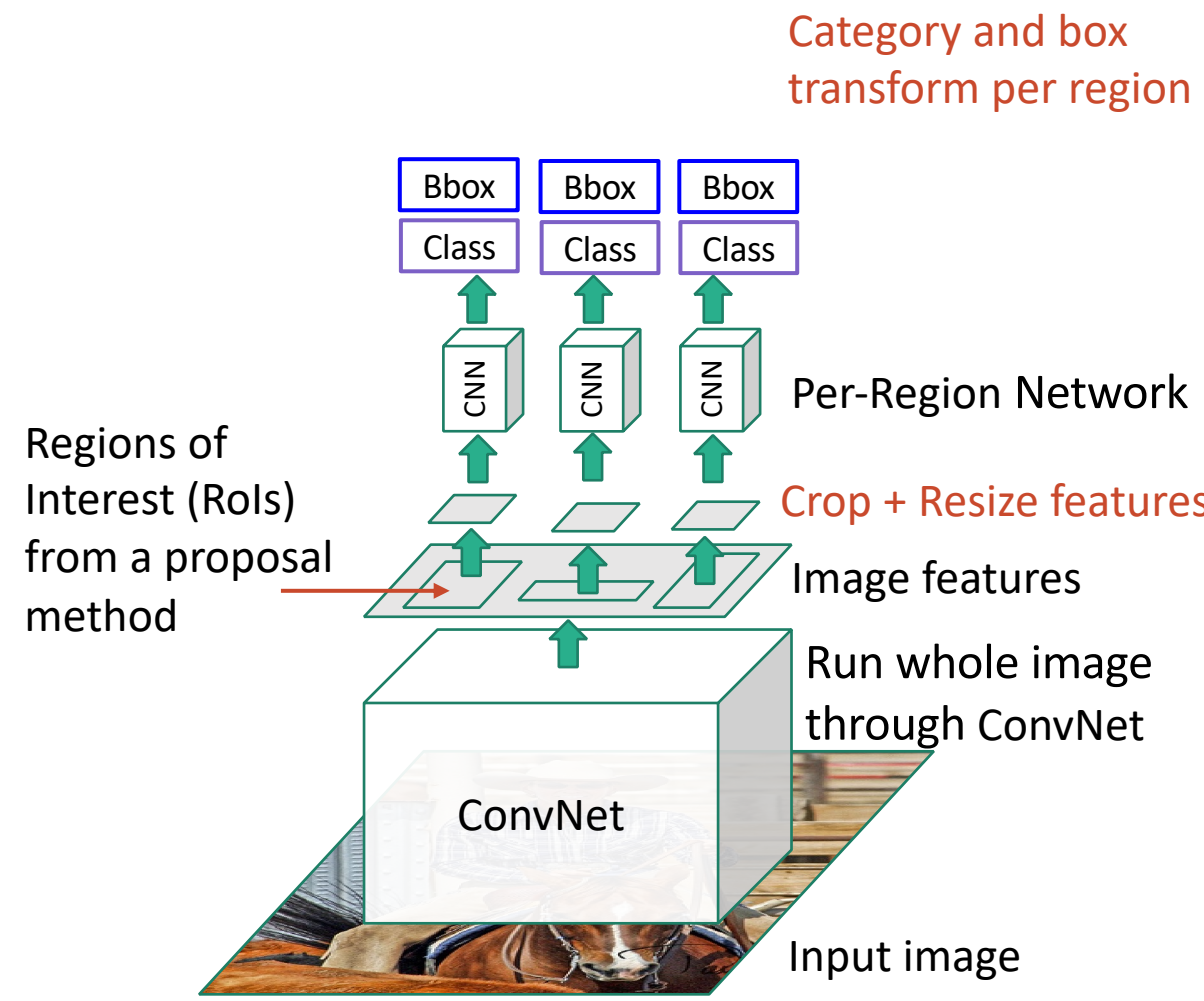 Category and box
transform per region
Bbox Bbox Bbox
Class Class Class
CNN CNN CNN
Per-Region Network
Regions of
Interest (RoIs)
from a proposal
method
Crop + Resize features
Image features
Run whole image
through ConvNet
ConvNet
Input image